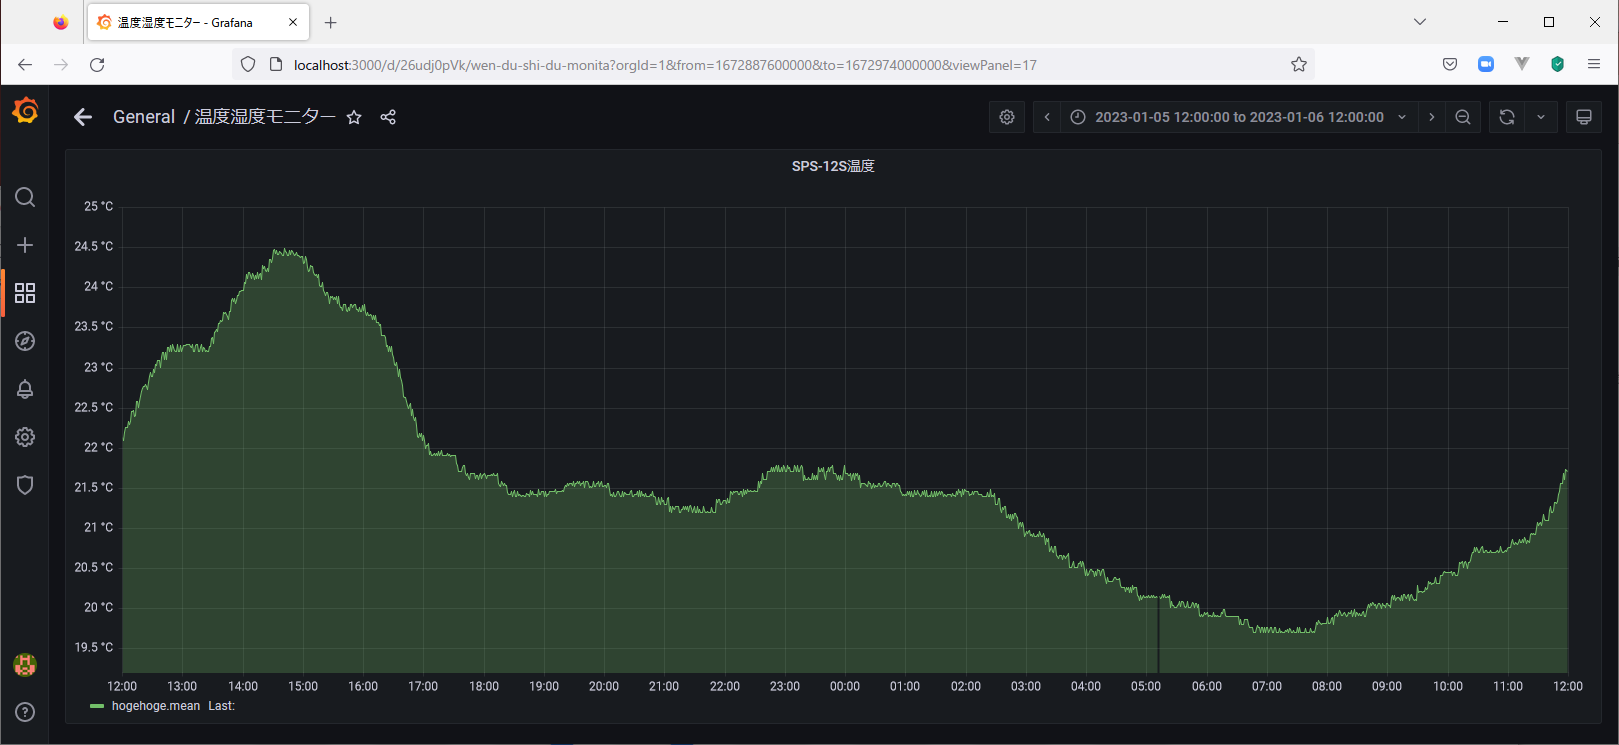 温度湿度モニター - Grafana
localhost:3000/d/26udj0pVk/wen-du-shi-du-monita?orgId=1&from=1672887600000&to=1672974000000&viewPanel=17
General / 温度湿度モニター
2023-01-05 12:00:00 to 2023-01-06 12:00:00
SPS-12S温度
25 °C
24.5 °C
24 °C
23.5 °C
23 °C
22.5 °C
22 °C
21.5 °C
21 °C
20.5 °C
20 °C
19.5 °C
12:00 13:00 14:00 15:00 16:00 17:00 18:00 19:00 20:00 21:00 22:00 23:00 00:00 01:00 02:00 03:00 04:00 05:00 06:00 07:00 08:00 09:00 10:00 11:00 12:00
hogehoge.mean Last: